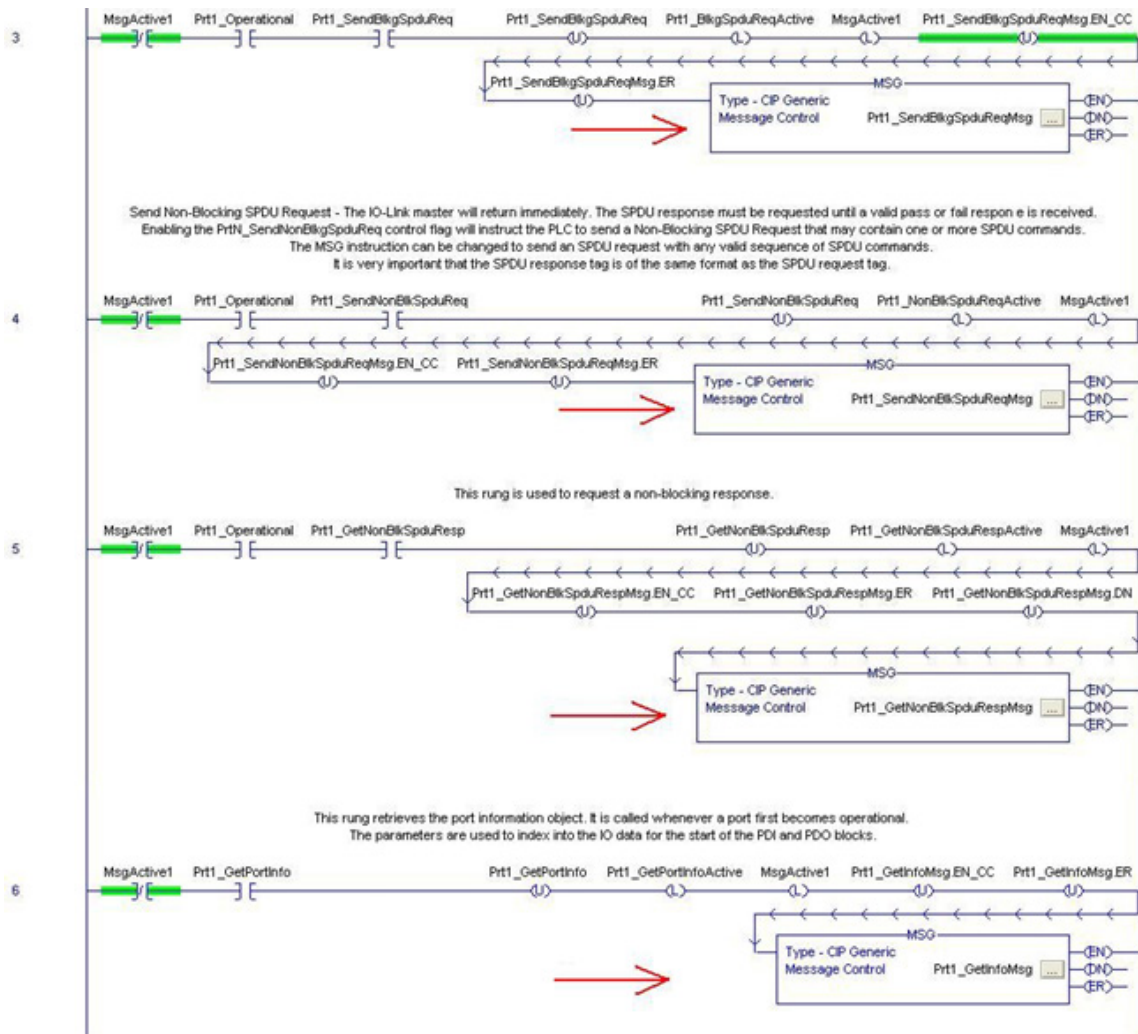 MsgActive1 Prt1_Operational Prt1_SendBlkgSpduReq Prt1_SendBlkgSpduReq Prt1_BlkgSpduReqActive MsgActive1 Prt1_SendBlkgSpduReqMsg.EN_CC
3 U L L U
Prt1_SendBlkgSpduReqMsg.ER MSG
U Type - CIP Generic EN
Message Control Prt1_SendBlkgSpduReqMsg ... DN
ER
Send Non-Blocking SPDU Request - The IO-LInk master will return immediately. The SPDU response must be requested until a valid pass or fail respon e is received.
Enabling the PrtN_SendNonBlkgSpduReq control flag will instruct the PLC to send a Non-Blocking SPDU Request that may contain one or more SPDU commands.
The MSG instruction can be changed to send an SPDU request with any valid sequence of SPDU commands.
It is very important that the SPDU response tag is of the same format as the SPDU request tag.
MsgActive1 Prt1_Operational Prt1_SendNonBlkSpduReq Prt1_SendNonBlkSpduReq Prt1_NonBlkSpduReqActive MsgActive1
4 U L L
Prt1_SendNonBlkSpduReqMsg.EN_CC Prt1_SendNonBlkSpduReqMsg.ER MSG
U U Type - CIP Generic EN
Message Control Prt1_SendNonBlkSpduReqMsg ... DN
ER
This rung is used to request a non-blocking response.
MsgActive1 Prt1_Operational Prt1_GetNonBlkSpduResp Prt1_GetNonBlkSpduResp Prt1_GetNonBlkSpduRespActive MsgActive1
5 U L L
Prt1_GetNonBlkSpduRespMsg.EN_CC Prt1_GetNonBlkSpduRespMsg.ER Prt1_GetNonBlkSpduRespMsg.DN
U U U
MSG
Type - CIP Generic EN
Message Control Prt1_GetNonBlkSpduRespMsg ... DN
ER
This rung retrieves the port information object. It is called whenever a port first becomes operational.
The parameters are used to index into the IO data for the start of the PDI and PDO blocks.
MsgActive1 Prt1_GetPortInfo Prt1_GetPortInfo Prt1_GetPortInfoActive MsgActive1 Prt1_GetInfoMsg.EN_CC Prt1_GetInfoMsg.ER
6 U L L U U
MSG
Type - CIP Generic EN
Message Control Prt1_GetInfoMsg ... DN
ER